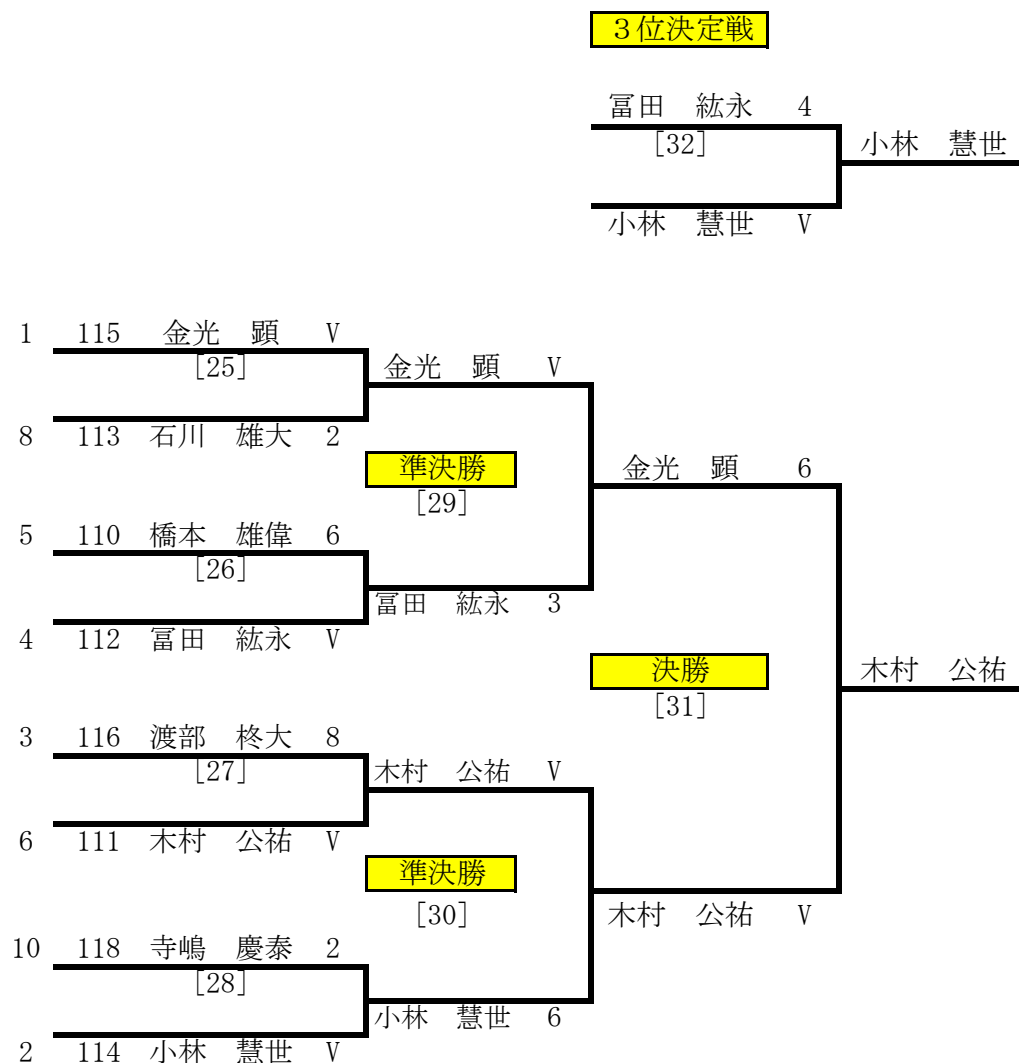 ３位決定戦
冨田　紘永　4
[32]
小林　慧世
小林　慧世　V
1　115　金光　顕　V
[25]
金光　顕　V
8　113　石川　雄大　2
準決勝
[29]
金光　顕　6
5　110　橋本　雄偉　6
[26]
冨田　紘永　3
4　112　冨田　紘永　V
決勝
[31]
木村　公祐
3　116　渡部　柊大　8
[27]
木村　公祐　V
6　111　木村　公祐　V
準決勝
[30]
木村　公祐　V
10　118　寺嶋　慶泰　2
[28]
小林　慧世　6
2　114　小林　慧世　V